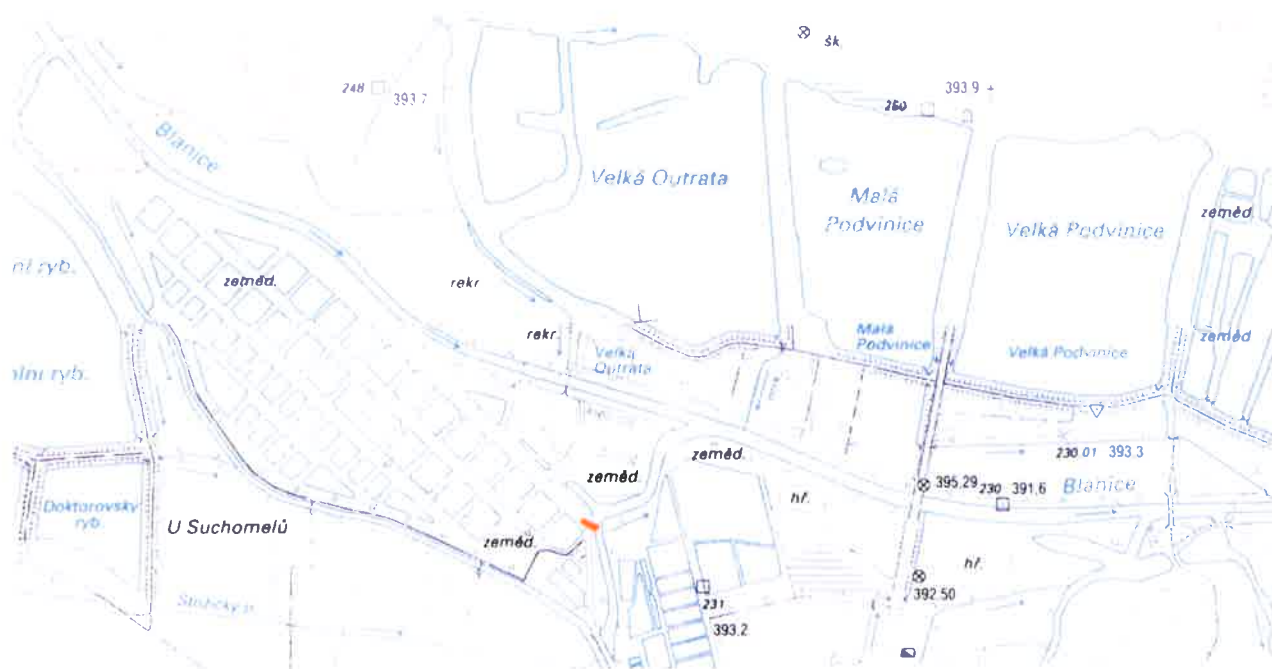 šk.
248
393.7
260
393.9 +
Blanice
Velká Outrata
Malá
Podvinice
Velká Podvinice
zeměd.
ní ryb.
zeměd.
rekr
rekr.
Velká
Outrata
Malá
Podvinice
Velká Podvinice
zeměd
ální ryb.
zeměd.
zeměd.
230.01 393.3
Blanice
395.29
230
391.6
hř.
Doktorovský
ryb.
U Suchomelů
zeměd.
hř.
392.50
231
393.2